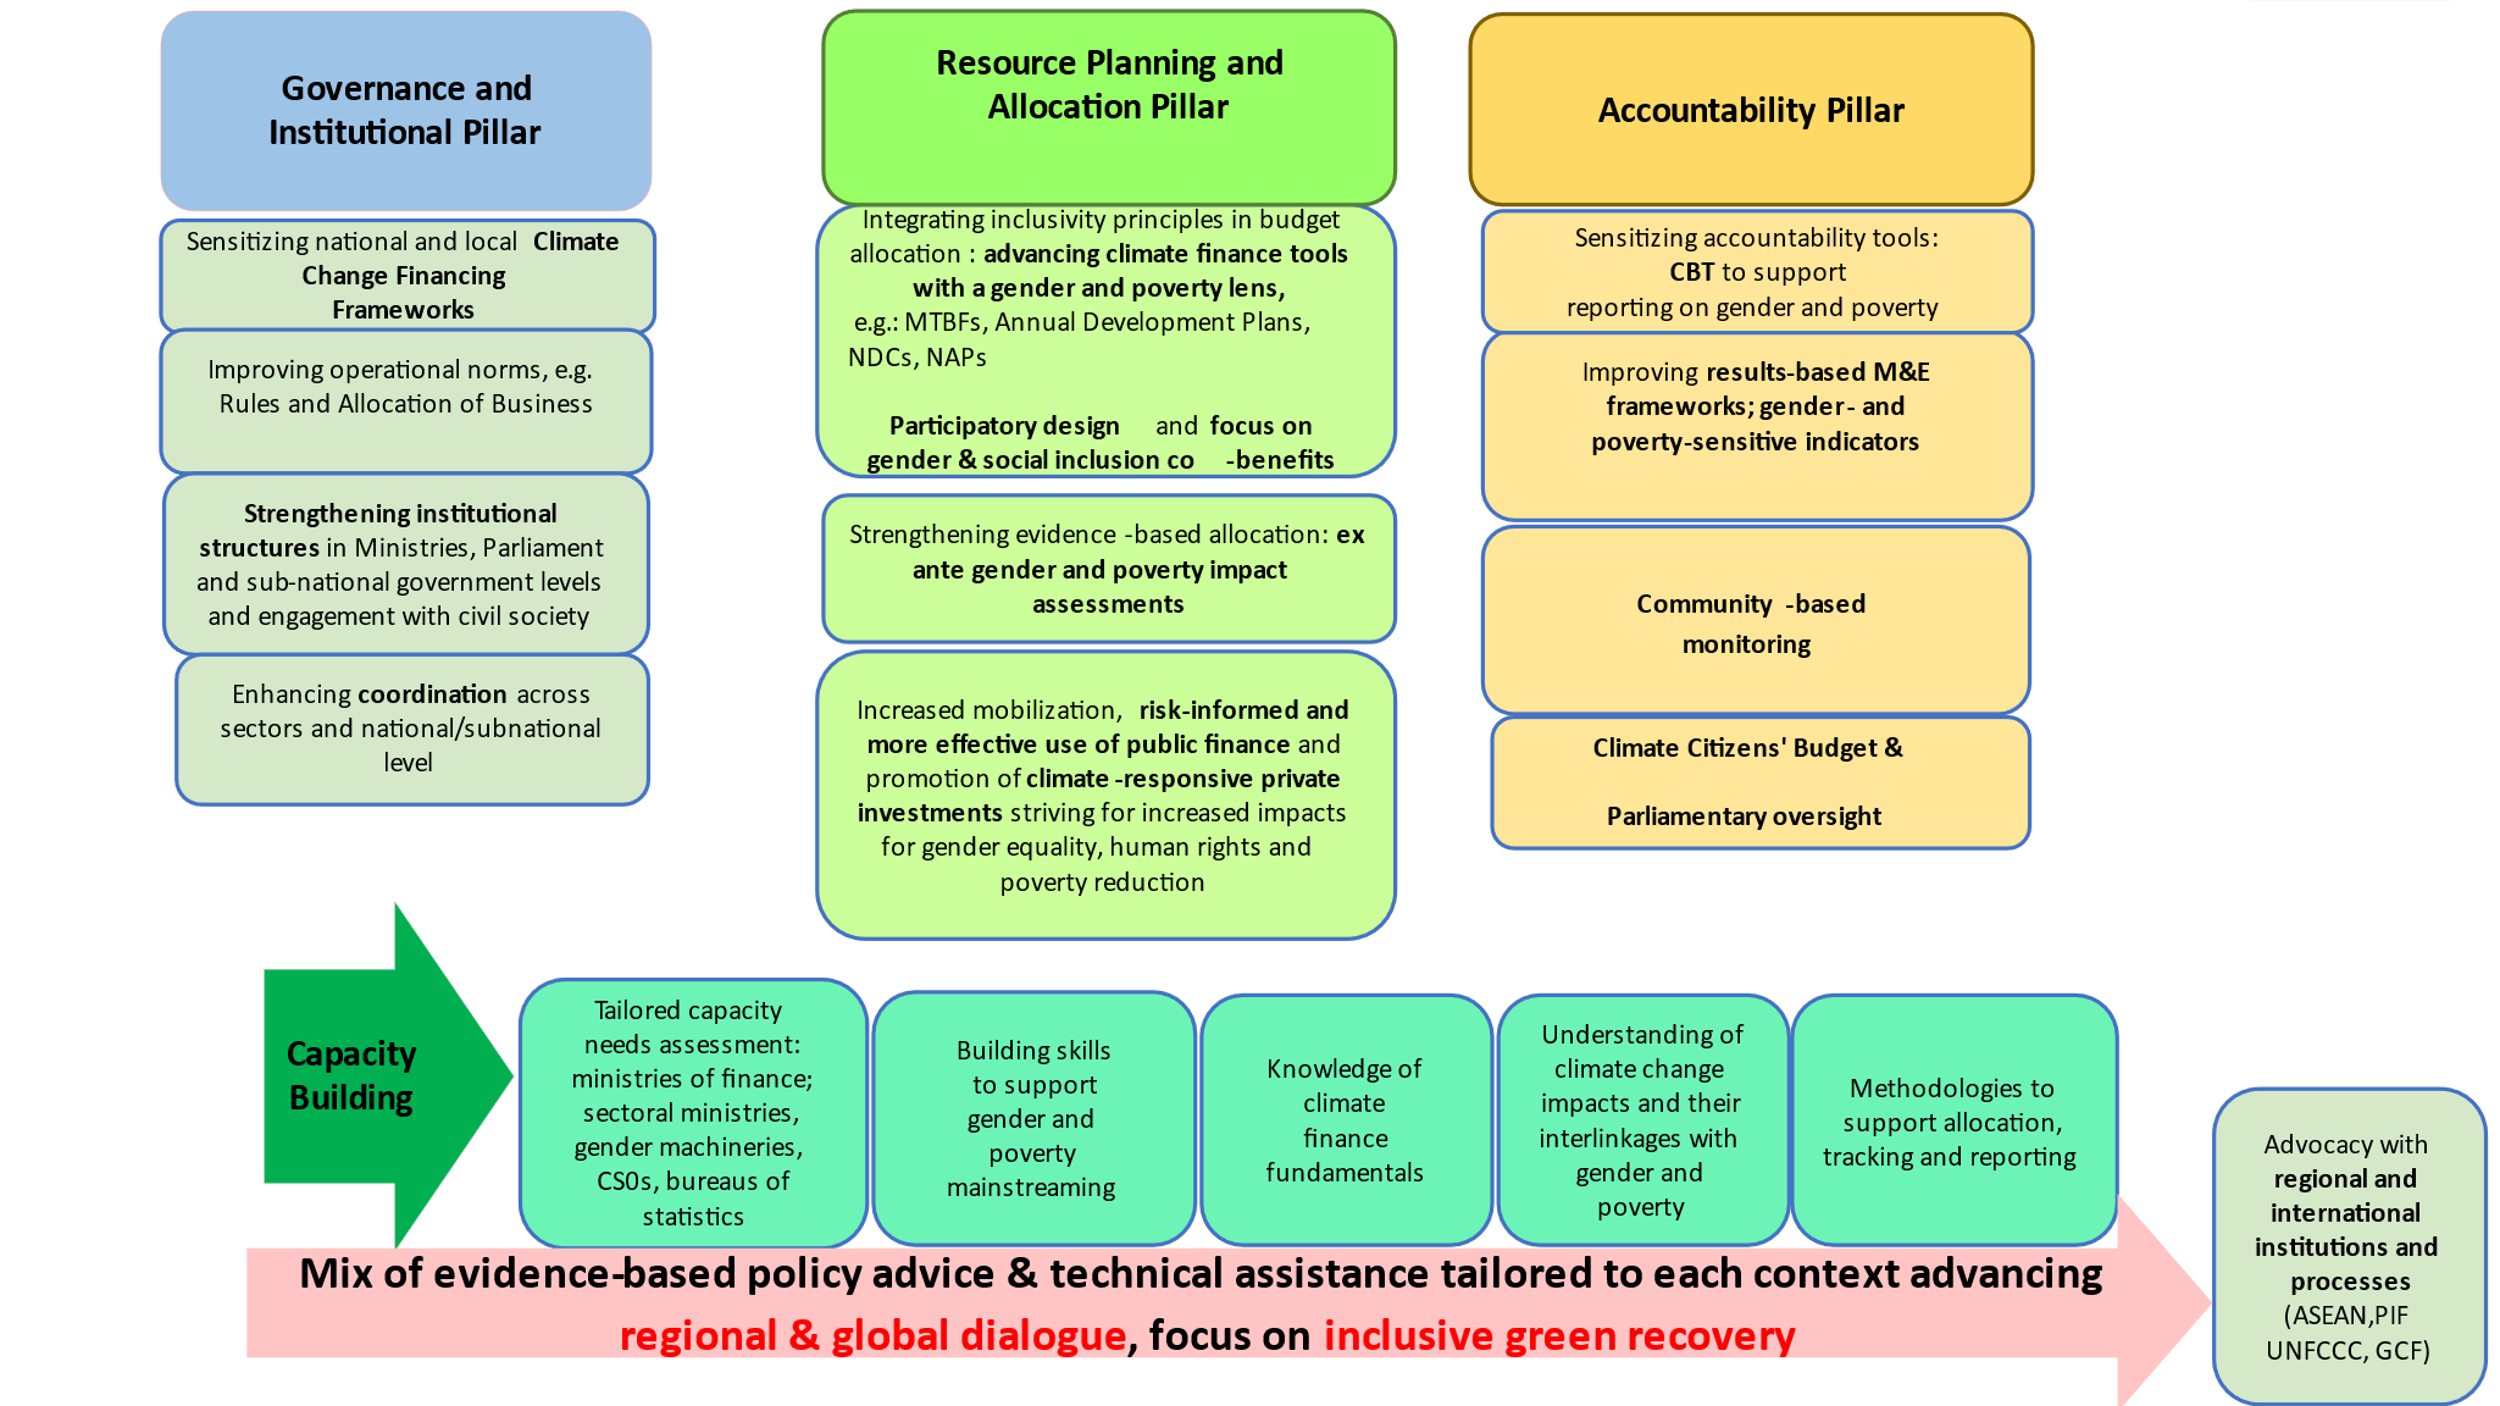 Governance and
Institutional Pillar
Sensitizing national and local Climate
Change Financing
Frameworks
Improving operational norms, e.g.
Rules and Allocation of Business
Strengthening institutional
structures in Ministries, Parliament
and sub-national government levels
and engagement with civil society
Enhancing coordination across
sectors and national/subnational
level
Resource Planning and
Allocation Pillar
Integrating inclusivity principles in budget
allocation : advancing climate finance tools
with a gender and poverty lens,
e.g.: MTBFs, Annual Development Plans,
NDCs, NAPs
Participatory design and focus on
gender & social inclusion co -benefits
Strengthening evidence -based allocation: ex
ante gender and poverty impact
assessments
Increased mobilization, risk-informed and
more effective use of public finance and
promotion of climate -responsive private
investments striving for increased impacts
for gender equality, human rights and
poverty reduction
Accountability Pillar
Sensitizing accountability tools:
CBT to support
reporting on gender and poverty
Improving results-based M&E
frameworks; gender- and
poverty-sensitive indicators
Community -based
monitoring
Climate Citizens' Budget &
Parliamentary oversight
Capacity
Building
Tailored capacity
needs assessment:
ministries of finance;
sectoral ministries,
gender machineries,
CS0s, bureaus of
statistics
Building skills
to support
gender and
poverty
mainstreaming
Knowledge of
climate
finance
fundamentals
Understanding of
climate change
impacts and their
interlinkages with
gender and
poverty
Methodologies to
support allocation,
tracking and reporting
Mix of evidence-based policy advice & technical assistance tailored to each context advancing
regional & global dialogue, focus on inclusive green recovery
Advocacy with
regional and
international
institutions and
processes
(ASEAN,PIF
UNFCCC, GCF)